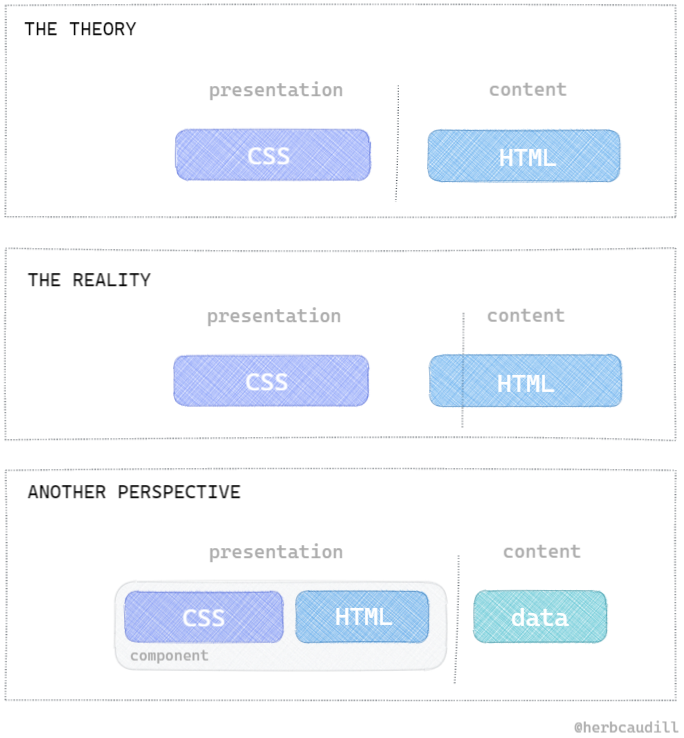 THE THEORY
presentation content
CSS HTML
THE REALITY
presentation content
CSS HTML
ANOTHER PERSPECTIVE
presentation content
CSS HTML data
component
@herbcaudill